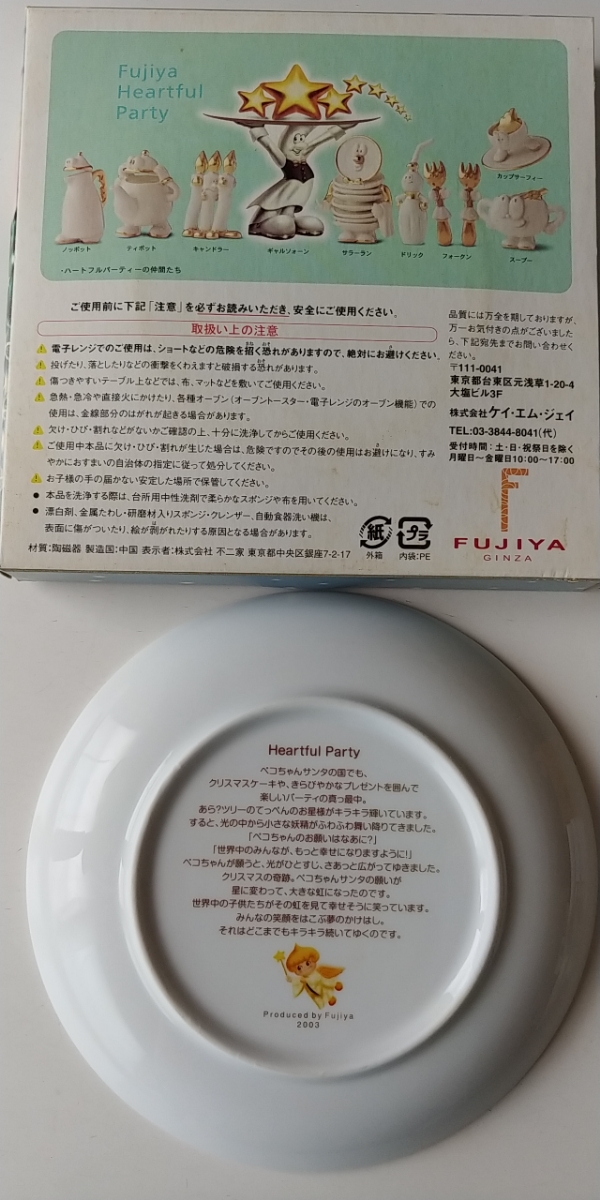 Fujiya
Heartful
Party
カップサーフィー
ノッポット
ティポット
キャンドラー
ギャルソォーン
サラーラン
ドリック
フォークン
スープー
・ハートフルパーティーの仲間たち
ご使用前に下記「注意」を必ずお読みいただき、安全にご使用ください。
取扱い上の注意
電子レンジでのご使用は、ショートなどの危険を招く恐れがありますので、絶対にお避けください。
投げたり、落としたりなどの衝撃をくわえますと破損する恐れがあります。
傷つきやすいテーブル上などでは、布、マットなどを敷いてご使用ください。
急熱・急冷や直接火にかけたり、各種オーブン(オーブントースター・電子レンジのオーブン機能)での
使用は、金線部分のはがれが起きる場合があります。
欠け・ひび・割れなどがないかご確認の上、十分に洗浄してからご使用ください。
ご使用中本品に欠け・ひび・割れが生じた場合は、危険ですのでその後の使用はお避けになり、すみ
やかにおすまいの自治体の指定に従って処分してください。
お子様の手の届かない安定した場所で保管してください。
● 本品を洗浄する際は、台所用中性洗剤で柔らかなスポンジや布を用いてください。
● 漂白剤、金属たわし・研磨材入りスポンジ・クレンザー、自動食器洗い機は、
表面に傷がついたり、絵が剥がれたりする原因となる場合があります。
材質:陶磁器 製造国:中国 表示者:株式会社 不二家 東京都中央区銀座7-2-17
品質には万全を期しておりますが、
万一お気付きの点がございました
ら、下記宛先までお問い合わせく
ださい。
〒111-0041
東京都台東区元浅草1-20-4
大塩ビル3F
株式会社ケイ・エム・ジェイ
TEL:03-3844-8041(代)
受付時間:土・日・祝祭日を除く
月曜日〜金曜日10:00〜17:00
紙
外箱
プラ
内袋:PE
F
FUJIYA
GINZA
Heartful Party
ペコちゃんサンタの国でも、
クリスマスケーキや、きらびやかなプレゼントを囲んで
楽しいパーティの真っ最中。
あら?ツリーのてっぺんのお星様がキラキラ輝いています。
すると、光の中から小さな妖精がふわふわ舞い降りてきました。
「ペコちゃんのお願いはなあに?」
「世界中のみんなが、もっと幸せになりますように!」
ペコちゃんが願うと、光がひとすじ、さあっと広がってゆきました。
クリスマスの奇跡。ペコちゃんサンタの願いが
星に変わって、大きな虹になったのです。
世界中の子供たちがその虹を見て幸せそうに笑っています。
みんなの笑顔をはこぶ夢のかけはし。
それはどこまでもキラキラ続いてゆくのです。
Produced by Fujiya
2003